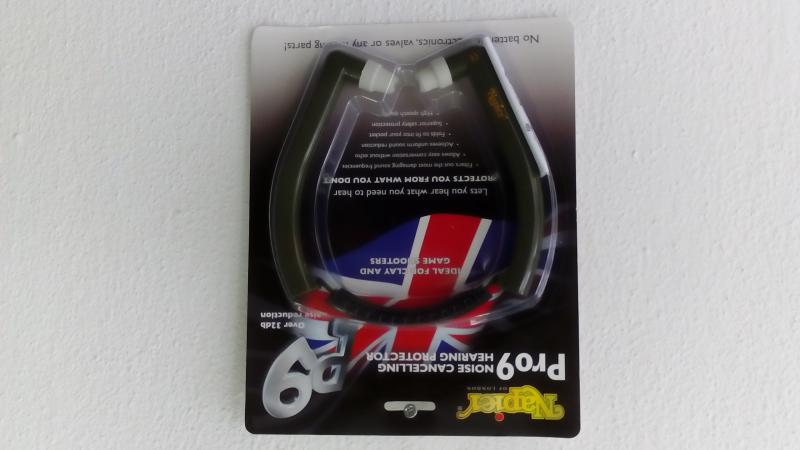 Napier®
OF LONDON
Pro9
NOISE CANCELLING
HEARING PROTECTOR
P9
Over 32db
noise reduction
IDEAL FOR CLAY AND
GAME SHOOTERS
Lets you hear what you need to hear
PROTECTS YOU FROM WHAT YOU DON'T
• Filters out the most damaging sound frequencies
• Allows easy conversation without echo
• Achieves uniform sound reduction
• Folds to fit into your pocket
• Superior safety protection
• High speech
No batteries, electronics, valves or any moving parts!
Napier